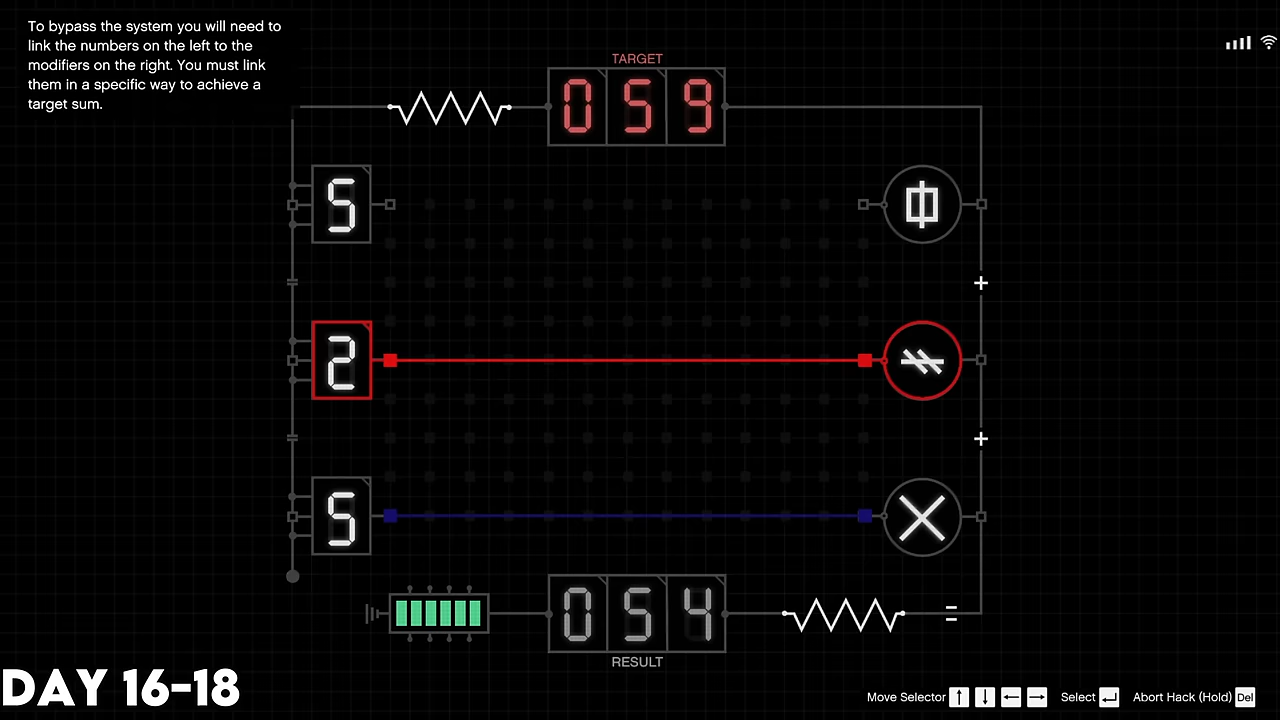 To bypass the system you will need to
link the numbers on the left to the
modifiers on the right. You must link
them in a specific way to achieve a
target sum.
TARGET
059
5
2
+
+
5
054
=
RESULT
DAY 16-18
Move Selector ↑ ↓ ← → Select ↵ Abort Hack (Hold) Del